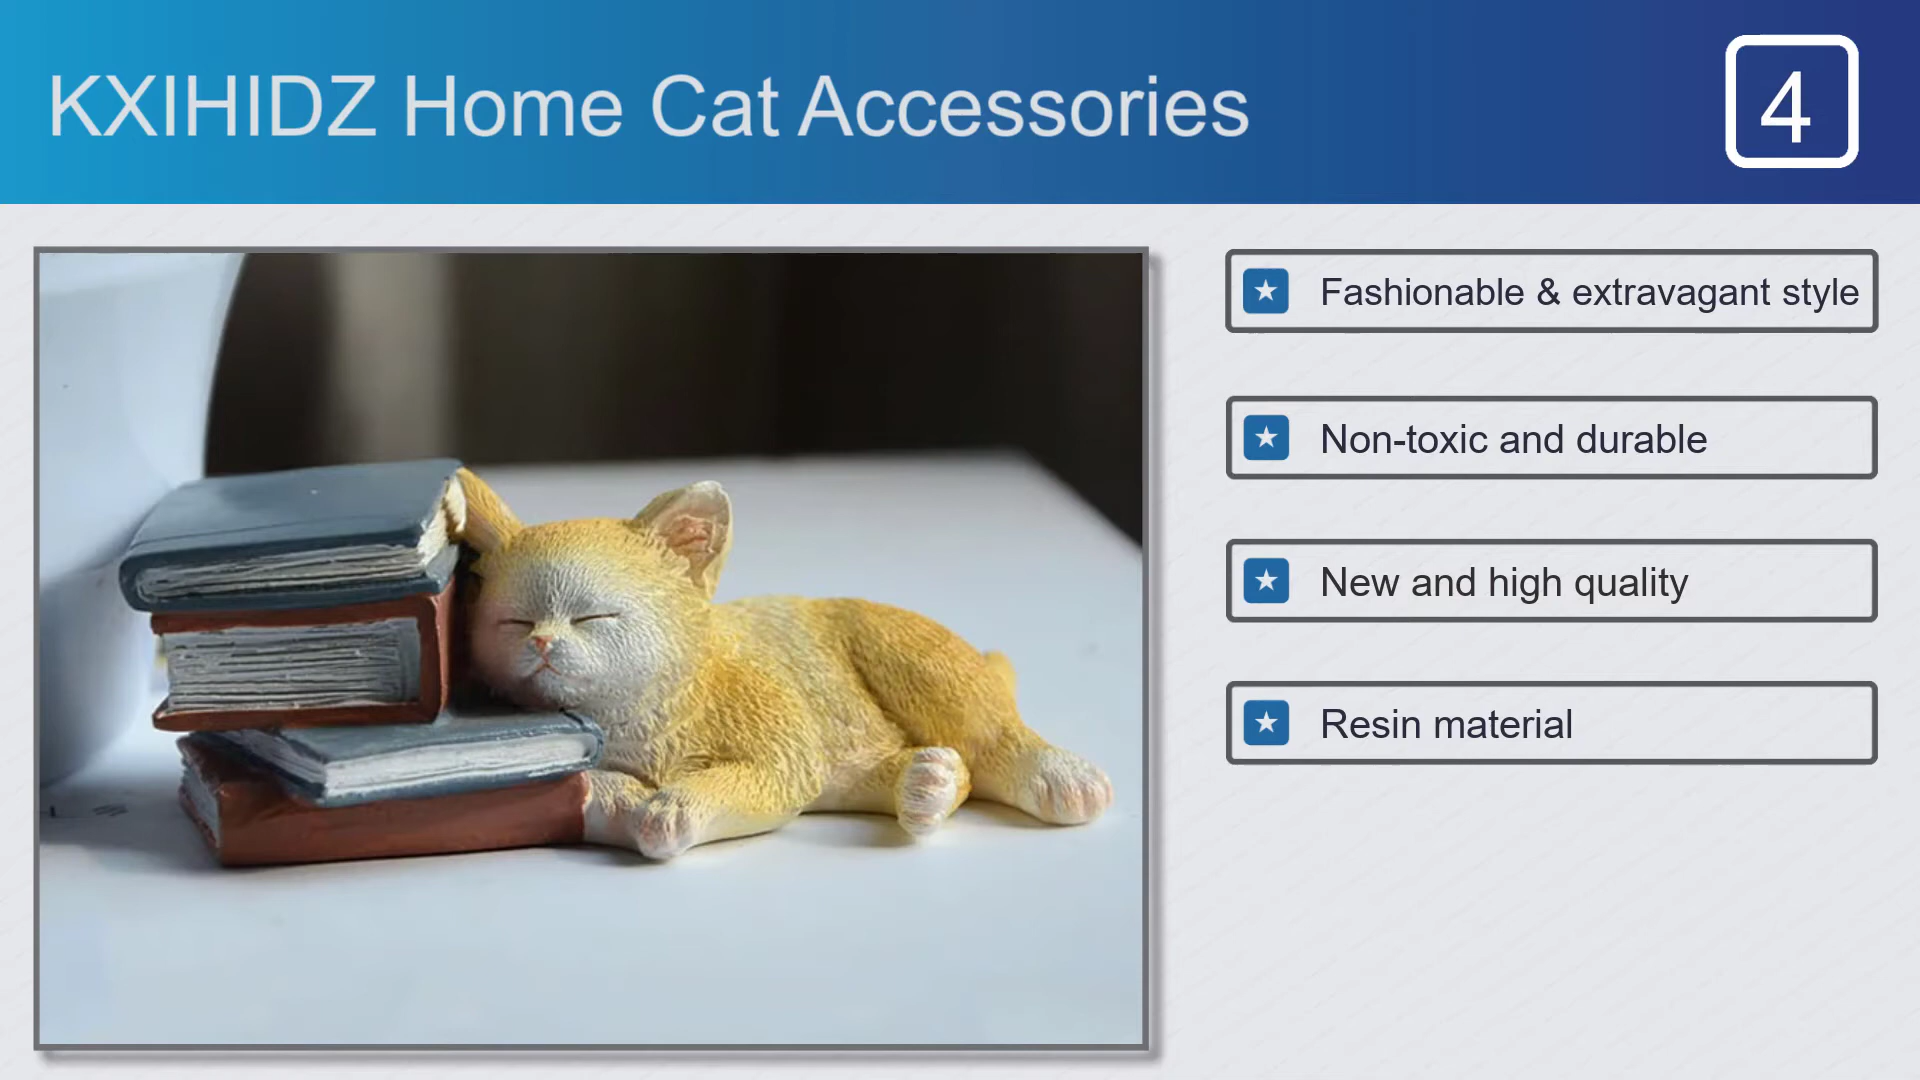 KXIHIDZ Home Cat Accessories
4
Fashionable & extravagant style
Non-toxic and durable
New and high quality
Resin material